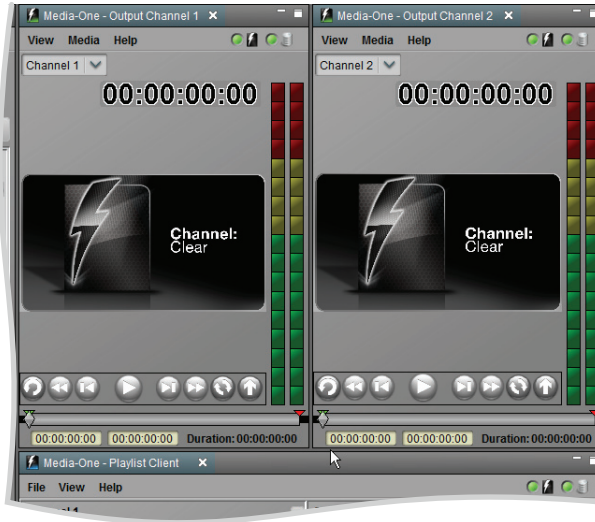 Media-One - Output Channel 1
View Media Help
Channel 1
00:00:00:00
Channel:
Clear
00:00:00:00 00:00:00:00 Duration:00:00:00:00
Media-One - Output Channel 2
View Media Help
Channel 2
00:00:00:00
Channel:
Clear
00:00:00:00 00:00:00:00 Duration:00:00:00:00
Media-One - Playlist Client
File View Help